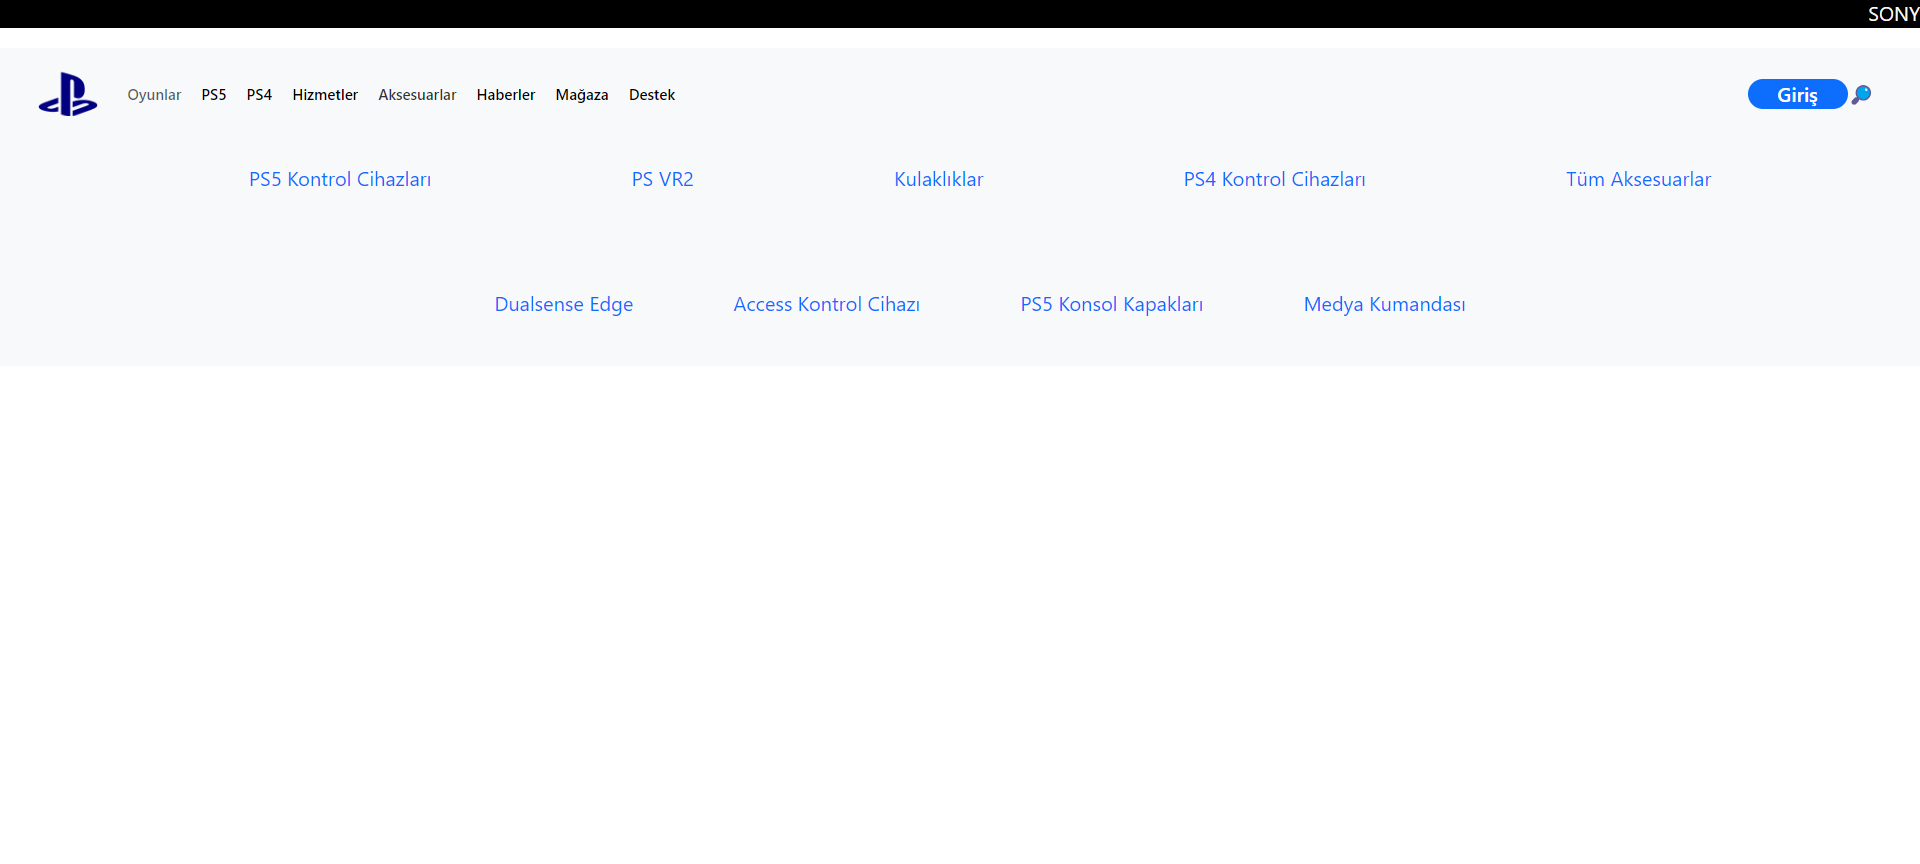 SONY
Oyunlar PS5 PS4 Hizmetler Aksesuarlar Haberler Mağaza Destek Giriş
PS5 Kontrol Cihazları PS VR2 Kulaklıklar PS4 Kontrol Cihazları Tüm Aksesuarlar
Dualsense Edge Access Kontrol Cihazı PS5 Konsol Kapakları Medya Kumandası